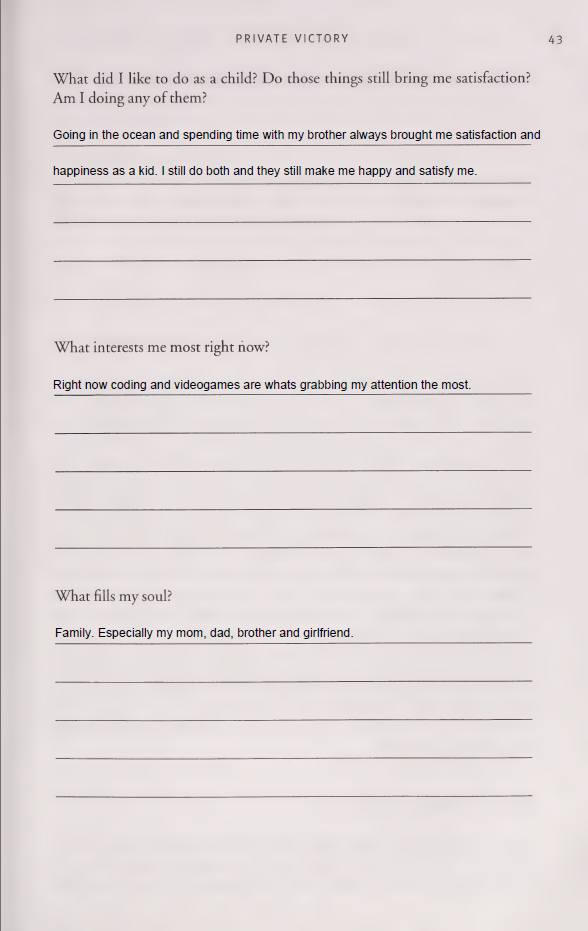 PRIVATE VICTORY 43
What did I like to do as a child? Do those things still bring me satisfaction?
Am I doing any of them?
Going in the ocean and spending time with my brother always brought me satisfaction and
happiness as a kid. I still do both and they still make me happy and satisfy me.
What interests me most right now?
Right now coding and videogames are whats grabbing my attention the most.
What fills my soul?
Family. Especially my mom, dad, brother and girlfriend.